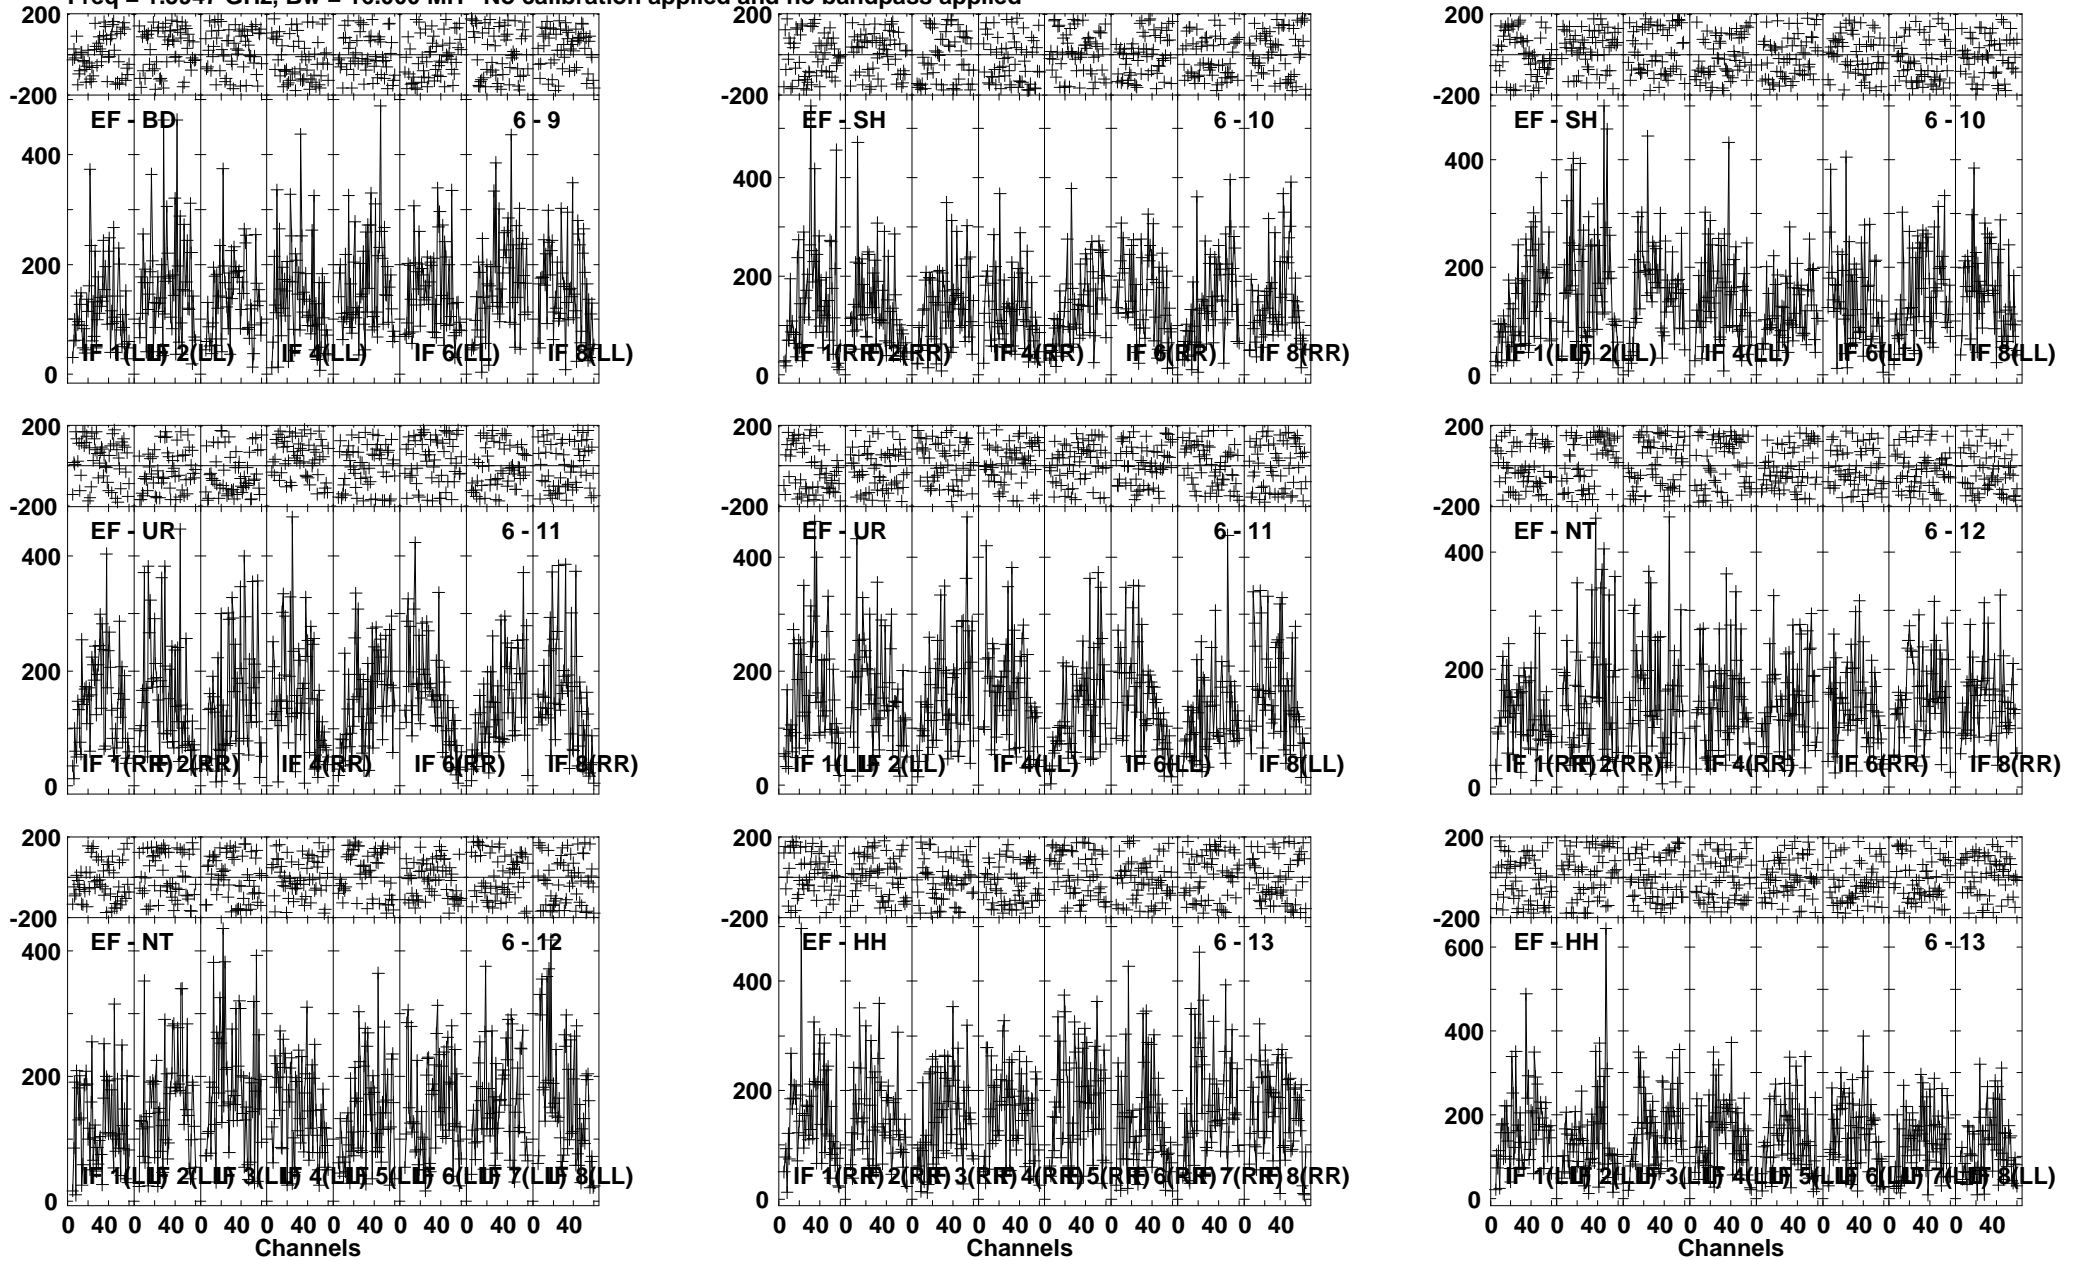 200 200 200
-200 -200 -200
EF - BD 6 - 9 EF - SH 6 - 10 EF - SH 6 - 10
400 400 400
200 200 200
IF 1(LL) IF 2(LL) IF 4(LL) IF 6(LL) IF 8(LL) IF 1(RR) IF 2(RR) IF 4(RR) IF 6(RR) IF 8(RR) IF 1(LL) IF 2(LL) IF 4(LL) IF 6(LL) IF 8(LL)
0 0 0
200 200 200
-200 -200 -200
EF - UR 6 - 11 EF - UR 6 - 11 EF - NT 6 - 12
400 400 400
200 200 200
IF 1(RR) IF 2(RR) IF 4(RR) IF 6(RR) IF 8(RR) IF 1(LL) IF 2(LL) IF 4(LL) IF 6(LL) IF 8(LL) IF 1(RR) IF 2(RR) IF 4(RR) IF 6(RR) IF 8(RR)
0 0 0
200 200 200
-200 -200 -200
EF - NT 6 - 12 EF - HH 6 - 13 EF - HH 6 - 13
400 400 600
400
200 200 200
IF 1(LL) IF 2(LL) IF 3(LL) IF 4(LL) IF 5(LL) IF 6(LL) IF 7(LL) IF 8(LL) IF 1(RR) IF 2(RR) IF 3(RR) IF 4(RR) IF 5(RR) IF 6(RR) IF 7(RR) IF 8(RR) IF 1(LL) IF 2(LL) IF 3(LL) IF 4(LL) IF 5(LL) IF 6(LL) IF 7(LL) IF 8(LL)
0 0 0
0 40 0 40 0 40 0 40 0 40 0 40 0 40 0 40 0 40 0 40 0 40 0 40 0 40 0 40 0 40 0 40 0 40 0 40 0 40 0 40 0 40 0 40 0 40 0 40
Channels Channels Channels